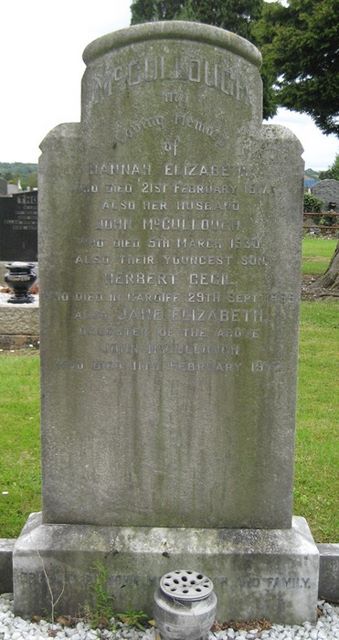 McCULLOUGH
In
Loving Memory
of
HANNAH ELIZABETH
WHO DIED 21ST FEBRUARY
ALSO HER HUSBAND
JOHN McCULLOUGH
WHO DIED 5TH MARCH 1930
ALSO THEIR YOUNGEST SON,
HERBERT CECIL
WHO DIED IN CARDIFF 29TH SEPT
ALSO JANE ELIZABETH
DAUGHTER OF THE ABOVE
JOHN McCULLOUGH
WHO DIED 11TH FEBRUARY
AND FAMILY.